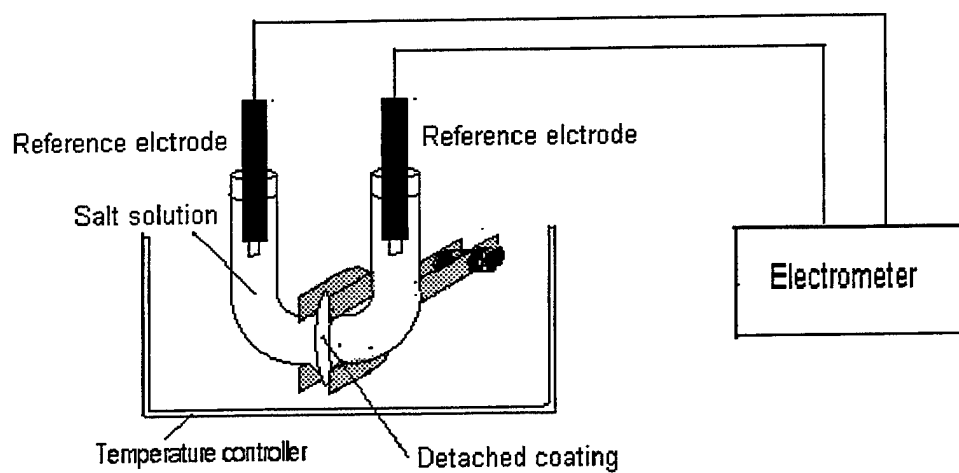 Reference elctrode
Reference elctrode
Salt solution
Electrometer
Temperature controller
Detached coating